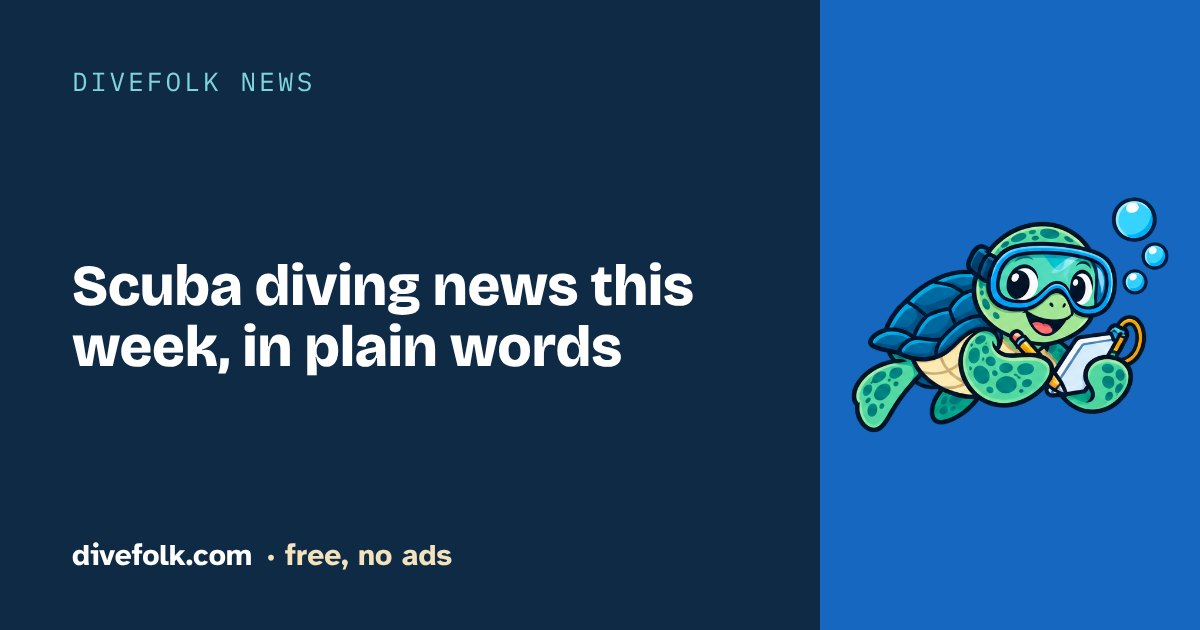 DIVEFOLK NEWS
Scuba diving news this
week, in plain words
divefolk.com · free, no ads